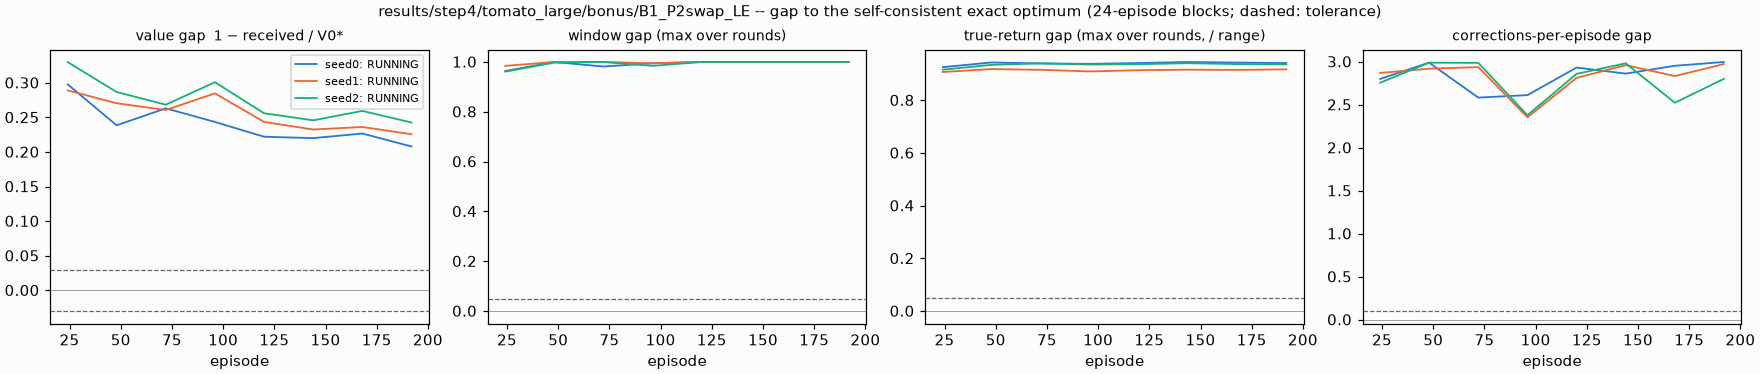 results/step4/tomato_large/bonus/B1_P2swap_LE -- gap to the self-consistent exact optimum (24-episode blocks; dashed: tolerance)
value gap 1 − received / V0*
0.30
0.25
0.20
0.15
0.10
0.05
0.00
seed0: RUNNING
seed1: RUNNING
seed2: RUNNING
25 50 75 100 125 150 175 200
episode
window gap (max over rounds)
1.0
0.8
0.6
0.4
0.2
0.0
25 50 75 100 125 150 175 200
episode
true-return gap (max over rounds, / range)
0.8
0.6
0.4
0.2
0.0
25 50 75 100 125 150 175 200
episode
corrections-per-episode gap
3.0
2.5
2.0
1.5
1.0
0.5
0.0
25 50 75 100 125 150 175 200
episode